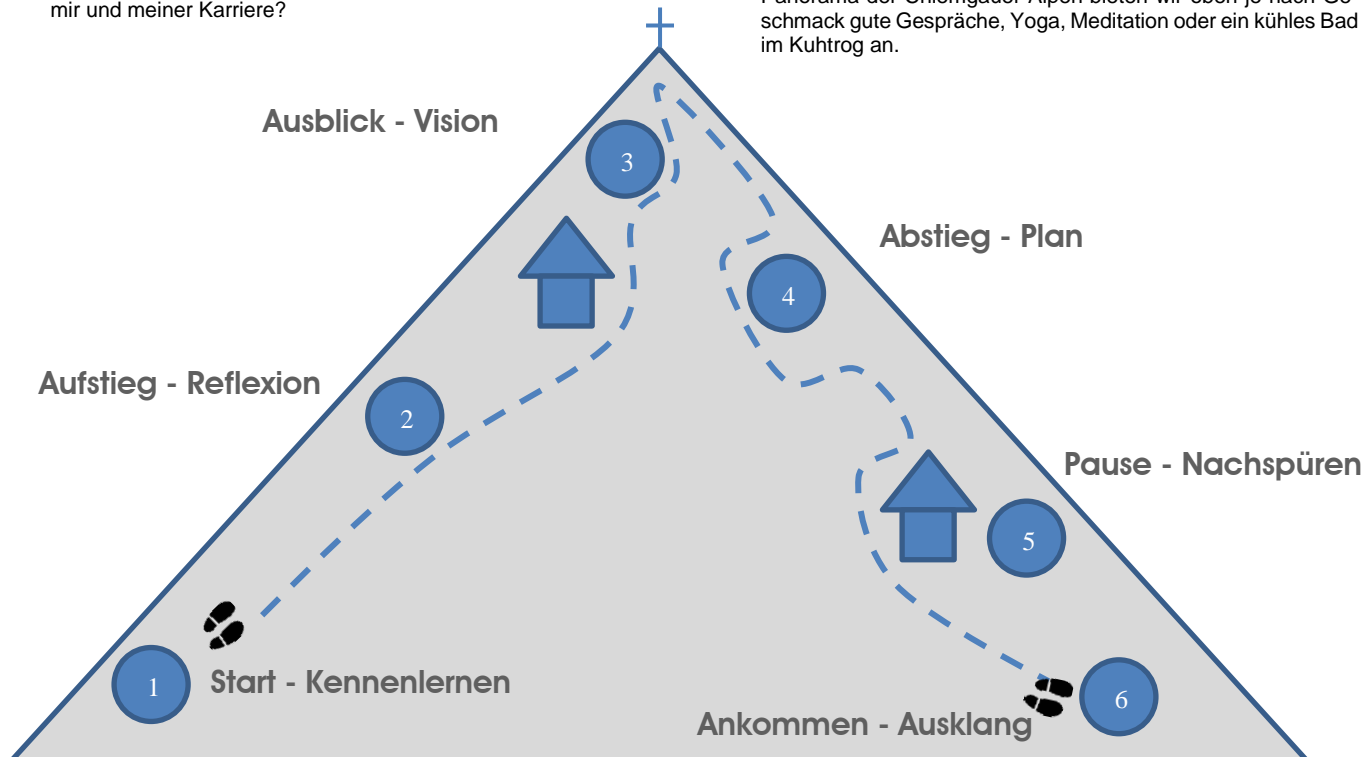 mir und meiner Karriere?
Panorama der Chiemgauer Alpen bieten wir oben je nach Ge-
schmack gute Gespräche, Yoga, Meditation oder ein kühles Bad
im Kuhtrog an.
Ausblick - Vision
3
Abstieg - Plan
4
Aufstieg - Reflexion
2
Pause - Nachspüren
5
1
Start - Kennenlernen
6
Ankommen - Ausklang